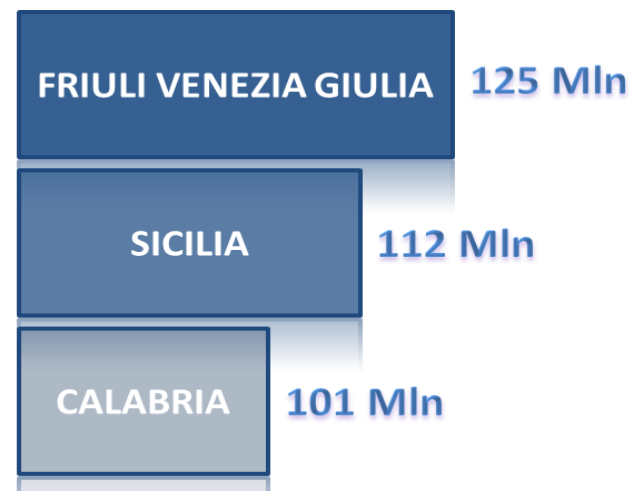 FRIULI VENEZIA GIULIA 125 Mln
SICILIA 112 Mln
CALABRIA 101 Mln